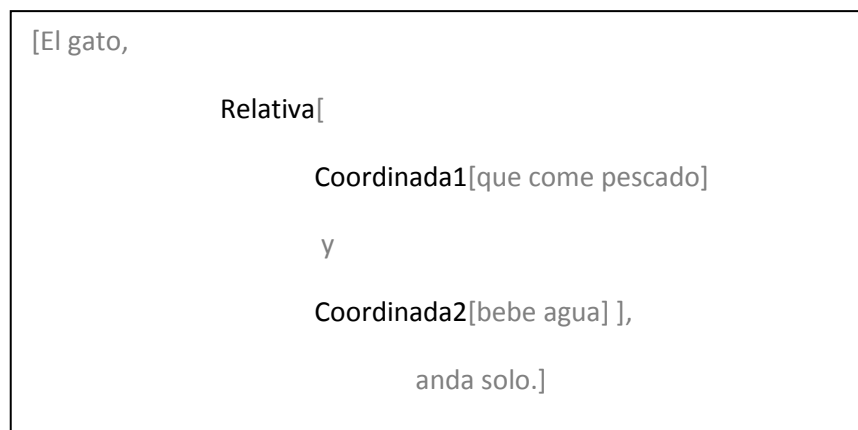 [El gato,
Relativa[
Coordinada1[que come pescado]
y
Coordinada2[bebe agua] ],
anda solo.]